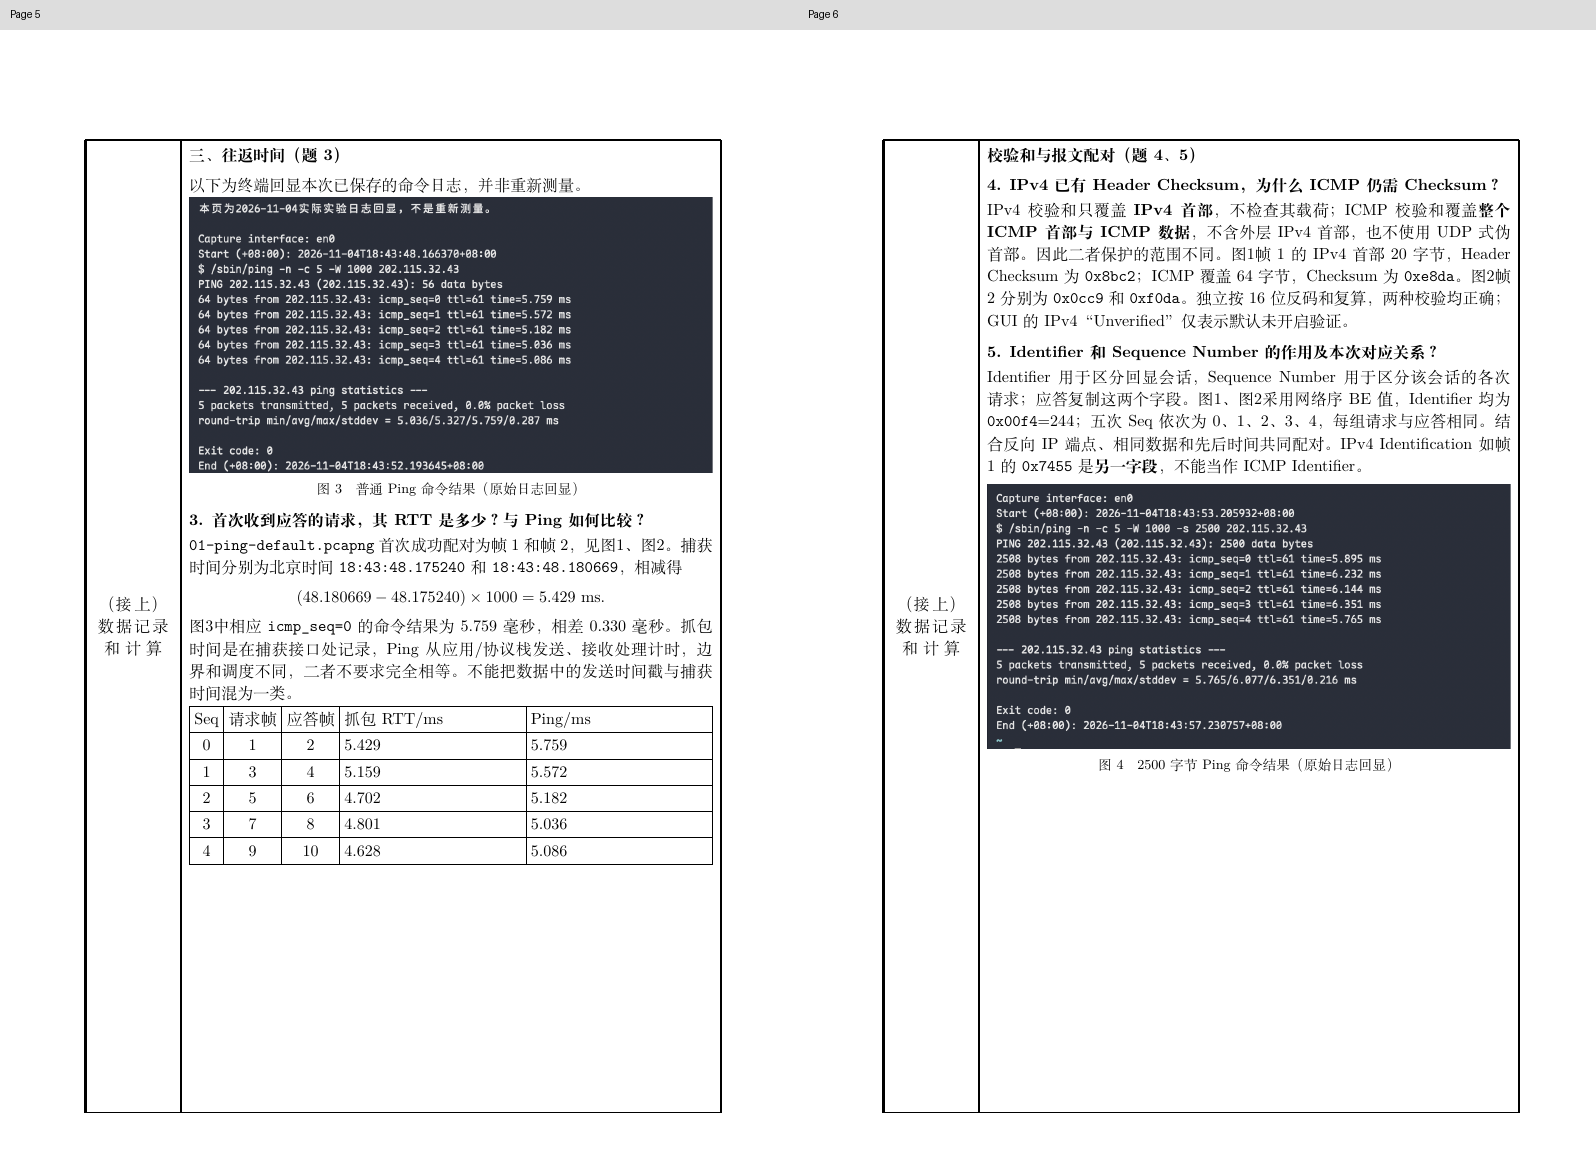 Page 5
三、往返时间（题 3）
以下为终端回显本次已保存的命令日志，并非重新测量。
本页为2026-11-04实际实验日志回显，不是重新测量。
Capture interface: en0
Start (+08:00): 2026-11-04T18:43:48.166370+08:00
$ /sbin/ping -n -c 5 -W 1000 202.115.32.43
PING 202.115.32.43 (202.115.32.43): 56 data bytes
64 bytes from 202.115.32.43: icmp_seq=0 ttl=61 time=5.759 ms
64 bytes from 202.115.32.43: icmp_seq=1 ttl=61 time=5.572 ms
64 bytes from 202.115.32.43: icmp_seq=2 ttl=61 time=5.182 ms
64 bytes from 202.115.32.43: icmp_seq=3 ttl=61 time=5.036 ms
64 bytes from 202.115.32.43: icmp_seq=4 ttl=61 time=5.086 ms
--- 202.115.32.43 ping statistics ---
5 packets transmitted, 5 packets received, 0.0% packet loss
round-trip min/avg/max/stddev = 5.036/5.327/5.759/0.287 ms
Exit code: 0
End (+08:00): 2026-11-04T18:43:52.193645+08:00
图 3 普通 Ping 命令结果（原始日志回显）
3. 首次收到应答的请求，其 RTT 是多少？与 Ping 如何比较？
01-ping-default.pcapng 首次成功配对为帧 1 和帧 2，见图1、图2。捕获
时间分别为北京时间 18:43:48.175240 和 18:43:48.180669，相减得
(48.180669 − 48.175240) × 1000 = 5.429 ms.
图3中相应 icmp_seq=0 的命令结果为 5.759 毫秒，相差 0.330 毫秒。抓包
时间是在捕获接口处记录，Ping 从应用/协议栈发送、接收处理计时，边
界和调度不同，二者不要求完全相等。不能把数据中的发送时间戳与捕获
时间混为一类。
Seq 请求帧 应答帧 抓包 RTT/ms Ping/ms
0 1 2 5.429 5.759
1 3 4 5.159 5.572
2 5 6 4.702 5.182
3 7 8 4.801 5.036
4 9 10 4.628 5.086
（接上）
数据记录
和计算
Page 6
校验和与报文配对（题 4、5）
4. IPv4 已有 Header Checksum，为什么 ICMP 仍需 Checksum？
IPv4 校验和只覆盖 IPv4 首部，不检查其载荷；ICMP 校验和覆盖整个
ICMP 首部与 ICMP 数据，不含外层 IPv4 首部，也不使用 UDP 式伪
首部。因此二者保护的范围不同。图1帧 1 的 IPv4 首部 20 字节，Header
Checksum 为 0x8bc2；ICMP 覆盖 64 字节，Checksum 为 0xe8da。图2帧
2 分别为 0x0cc9 和 0xf0da。独立按 16 位反码和复算，两种校验均正确；
GUI 的 IPv4 “Unverified” 仅表示默认未开启验证。
5. Identifier 和 Sequence Number 的作用及本次对应关系？
Identifier 用于区分回显会话，Sequence Number 用于区分该会话的各次
请求；应答复制这两个字段。图1、图2采用网络序 BE 值，Identifier 均为
0x00f4=244；五次 Seq 依次为 0、1、2、3、4，每组请求与应答相同。结
合反向 IP 端点、相同数据和先后时间共同配对。IPv4 Identification 如帧
1 的 0x7455 是另一字段，不能当作 ICMP Identifier。
Capture interface: en0
Start (+08:00): 2026-11-04T18:43:53.205932+08:00
$ /sbin/ping -n -c 5 -W 1000 -s 2500 202.115.32.43
PING 202.115.32.43 (202.115.32.43): 2500 data bytes
2508 bytes from 202.115.32.43: icmp_seq=0 ttl=61 time=5.895 ms
2508 bytes from 202.115.32.43: icmp_seq=1 ttl=61 time=6.232 ms
2508 bytes from 202.115.32.43: icmp_seq=2 ttl=61 time=6.144 ms
2508 bytes from 202.115.32.43: icmp_seq=3 ttl=61 time=6.351 ms
2508 bytes from 202.115.32.43: icmp_seq=4 ttl=61 time=5.765 ms
--- 202.115.32.43 ping statistics ---
5 packets transmitted, 5 packets received, 0.0% packet loss
round-trip min/avg/max/stddev = 5.765/6.077/6.351/0.216 ms
Exit code: 0
End (+08:00): 2026-11-04T18:43:57.230757+08:00
~
图 4 2500 字节 Ping 命令结果（原始日志回显）
（接上）
数据记录
和计算